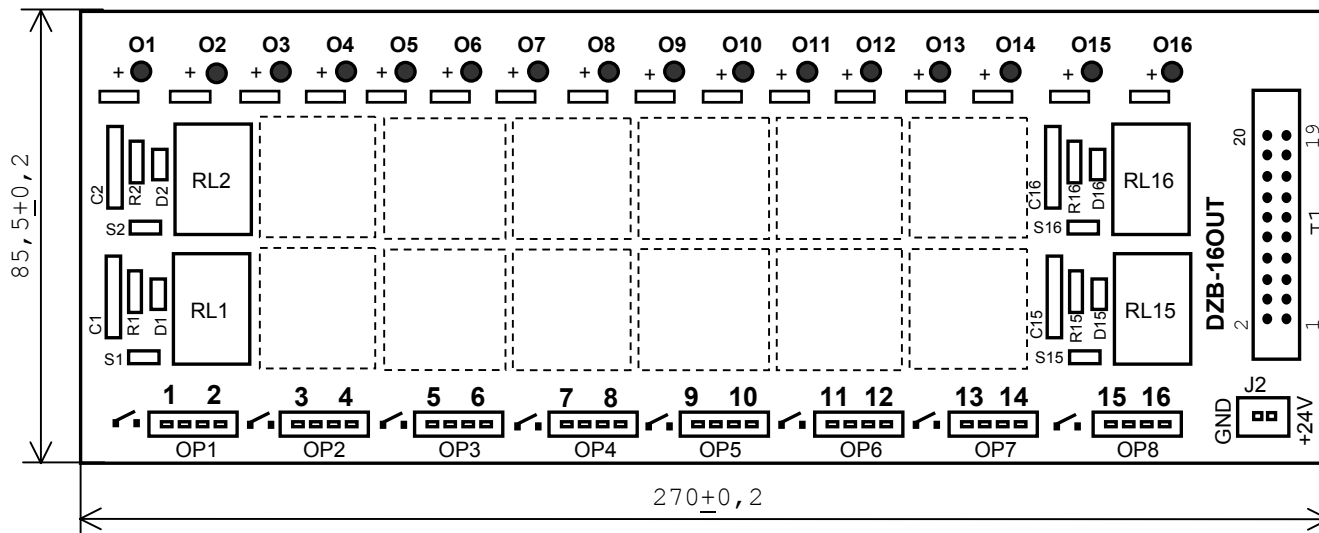 O1 O2 O3 O4 O5 O6 O7 O8 O9 O10 O11 O12 O13 O14 O15 O16
+ + + + + + + + + + + + + + + +
C2 R2 D2 RL2 C16 R16 D16 RL16
S2 S16
20 19
C1 R1 D1 RL1 C15 R15 D15 RL15
S1 S15
DZB-16OUT
T1
2 1
85,5±0,2
1 2 3 4 5 6 7 8 9 10 11 12 13 14 15 16
OP1 OP2 OP3 OP4 OP5 OP6 OP7 OP8
J2
GND +24V
270±0,2